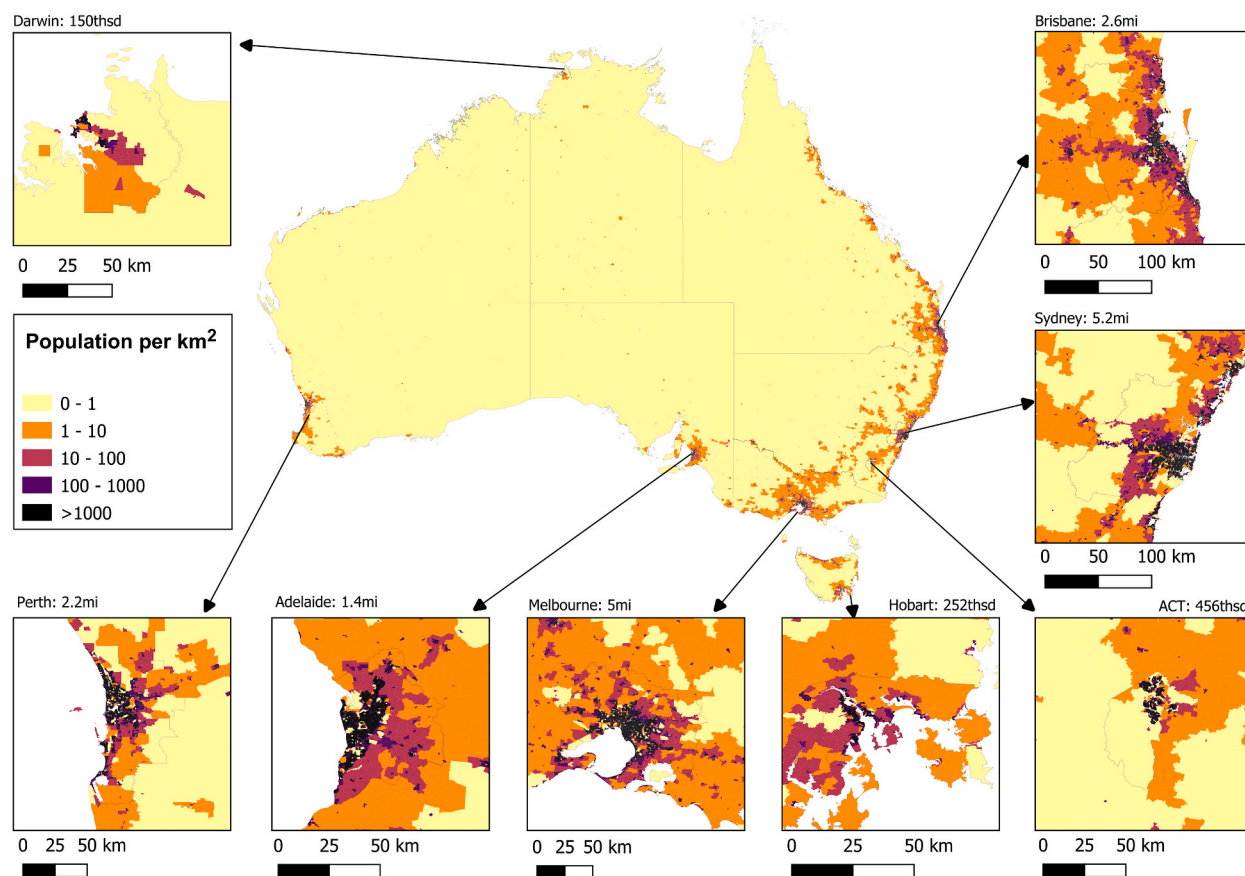 Darwin: 150thsd
0 25 50 km
Population per km²
0 - 1
1 - 10
10 - 100
100 - 1000
>1000
Brisbane: 2.6mi
0 50 100 km
Sydney: 5.2mi
0 50 100 km
Perth: 2.2mi
0 25 50 km
Adelaide: 1.4mi
0 25 50 km
Melbourne: 5mi
0 25 50 km
Hobart: 252thsd
0 25 50 km
ACT: 456thsd
0 25 50 km